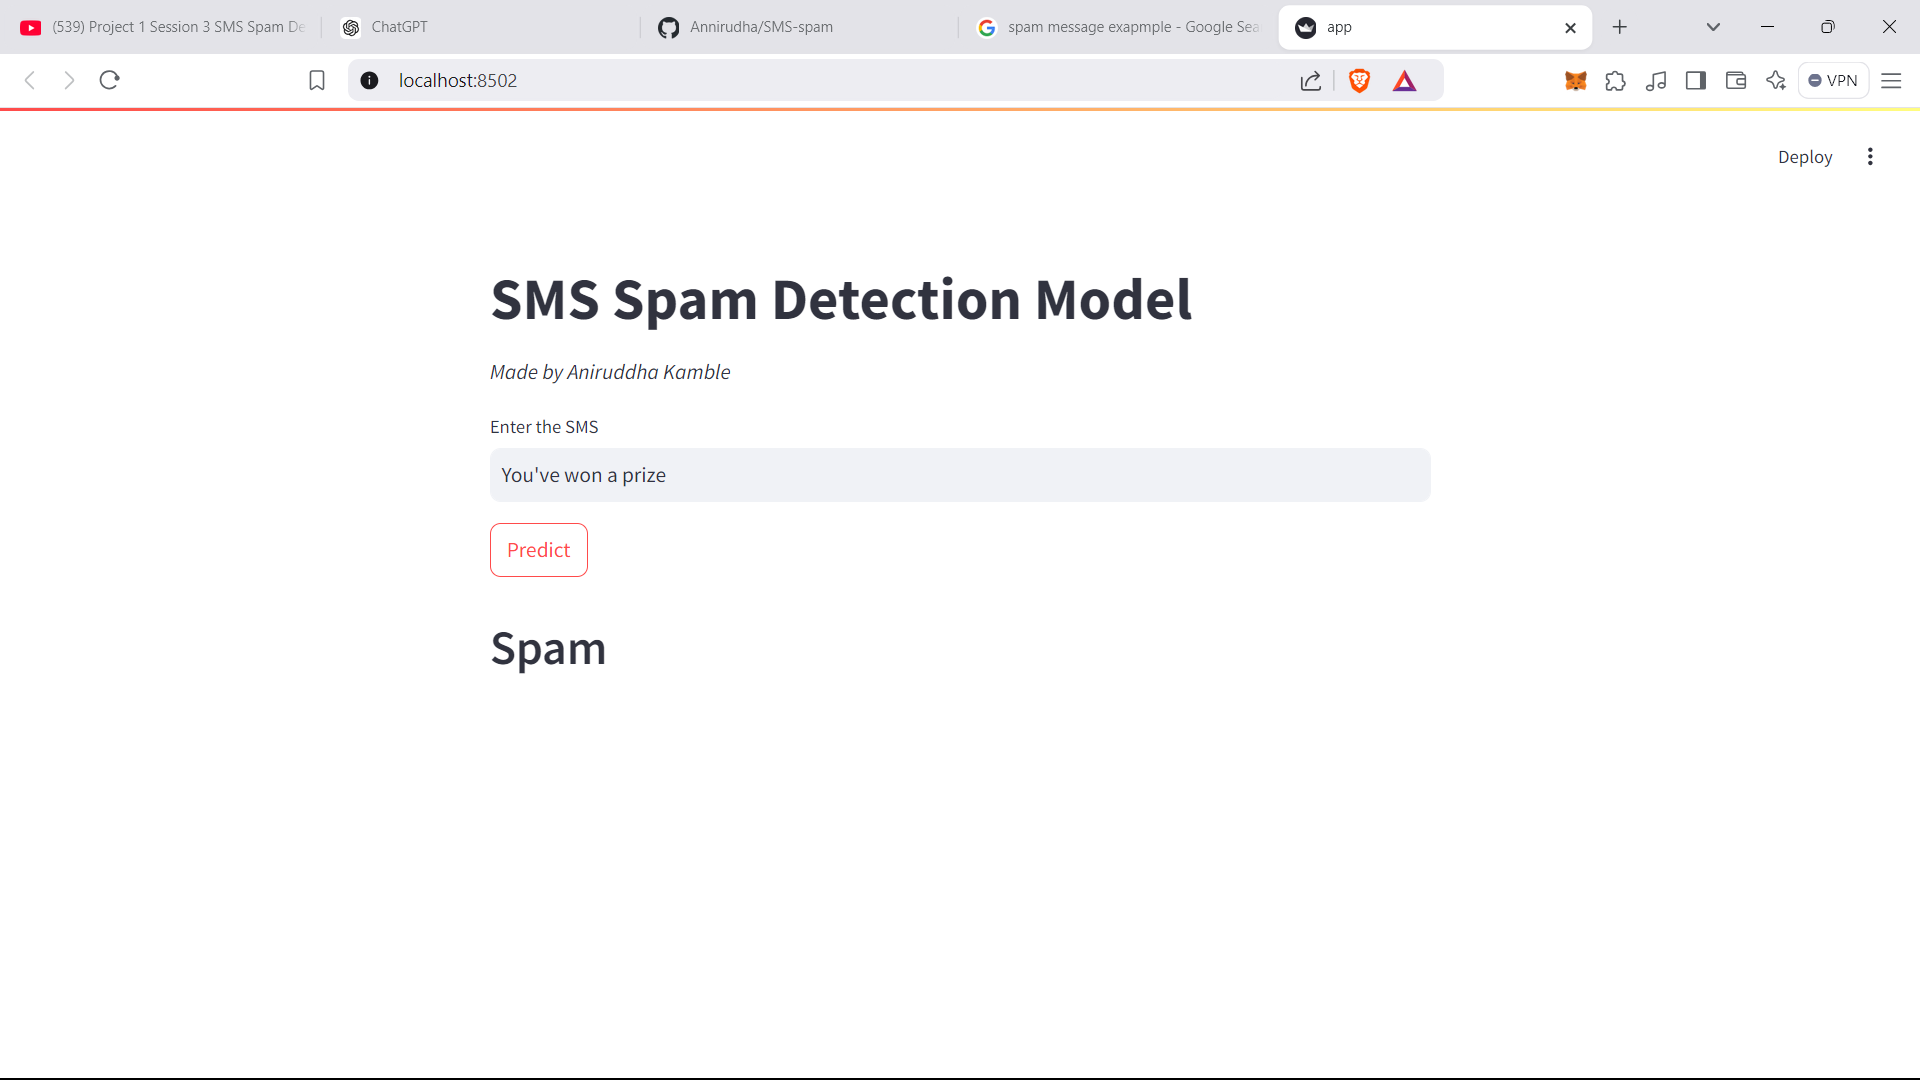 (539) Project 1 Session 3 SMS Spam De
ChatGPT
Annirudha/SMS-spam
spam message exapmple - Google Sea
app
localhost:8502
VPN
Deploy
SMS Spam Detection Model
Made by Aniruddha Kamble
Enter the SMS
You've won a prize
Predict
Spam